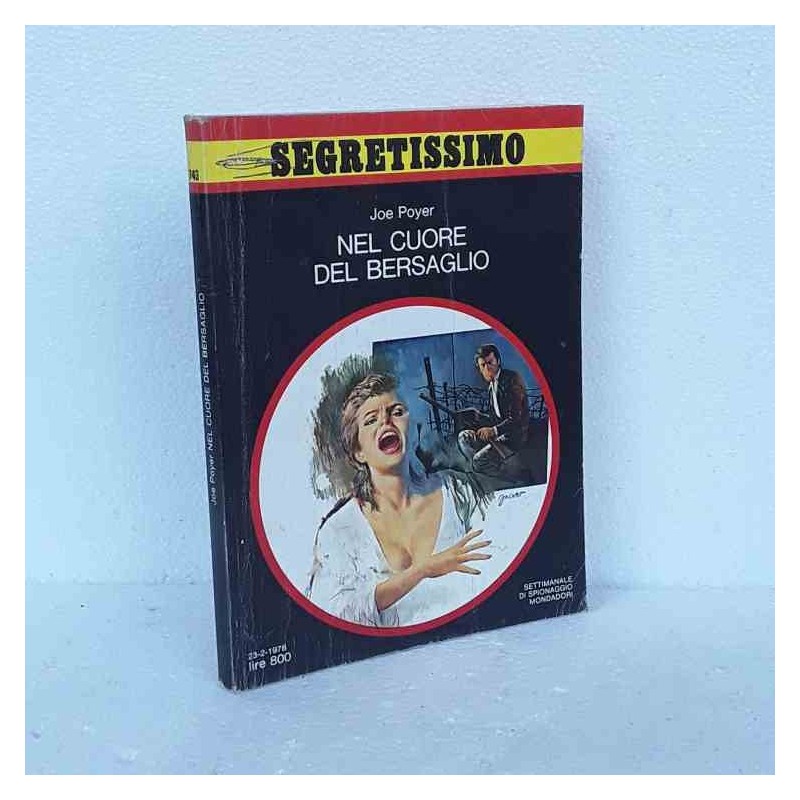 SEGRETISSIMO
Joe Poyer
NEL CUORE
DEL BERSAGLIO
SETTIMANALE
DI SPIONAGGIO
MONDADORI
23-2-1978
lire 800
Joe Poyer NEL CUORE DEL BERSAGLIO